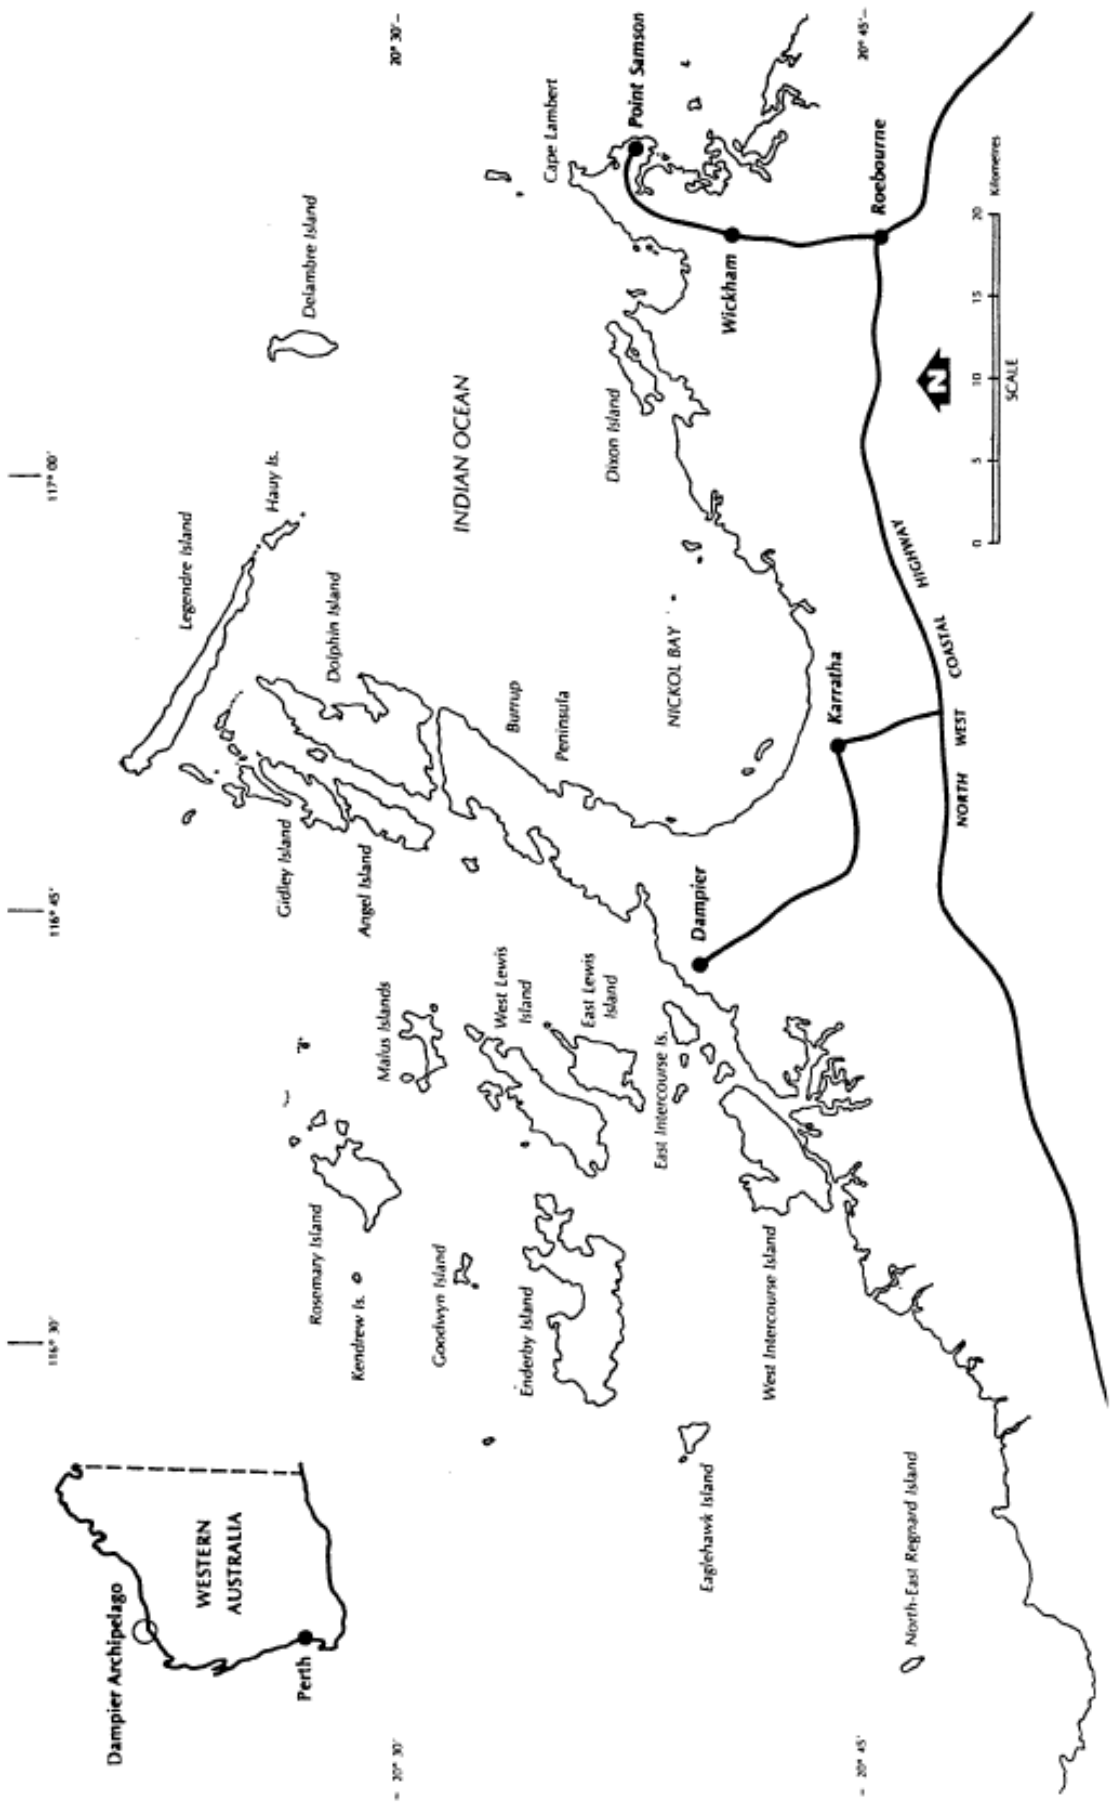 116° 30'
116° 45'
117° 00'
Dampier Archipelago
WESTERN
AUSTRALIA
Perth
Legendre Island
Hauy Is.
Delambre Island
Gidley Island
Dolphin Island
Angel Island
Rosemary Island
Kendrew Is.
Malus Islands
20° 30'
20° 30'
Goodwyn Island
INDIAN OCEAN
West Lewis
Island
Burrup
Peninsula
Cape Lambert
Enderby Island
East Lewis
Island
Dixon Island
Point Samson
East Intercourse Is.
NICKOL BAY
Eaglehawk Island
Dampier
Wickham
West Intercourse Island
Karratha
20° 45'
20° 45'
Roebourne
North-East Regnard Island
NORTH WEST COASTAL HIGHWAY
N
0 5 10 15 20
Kilometres
SCALE